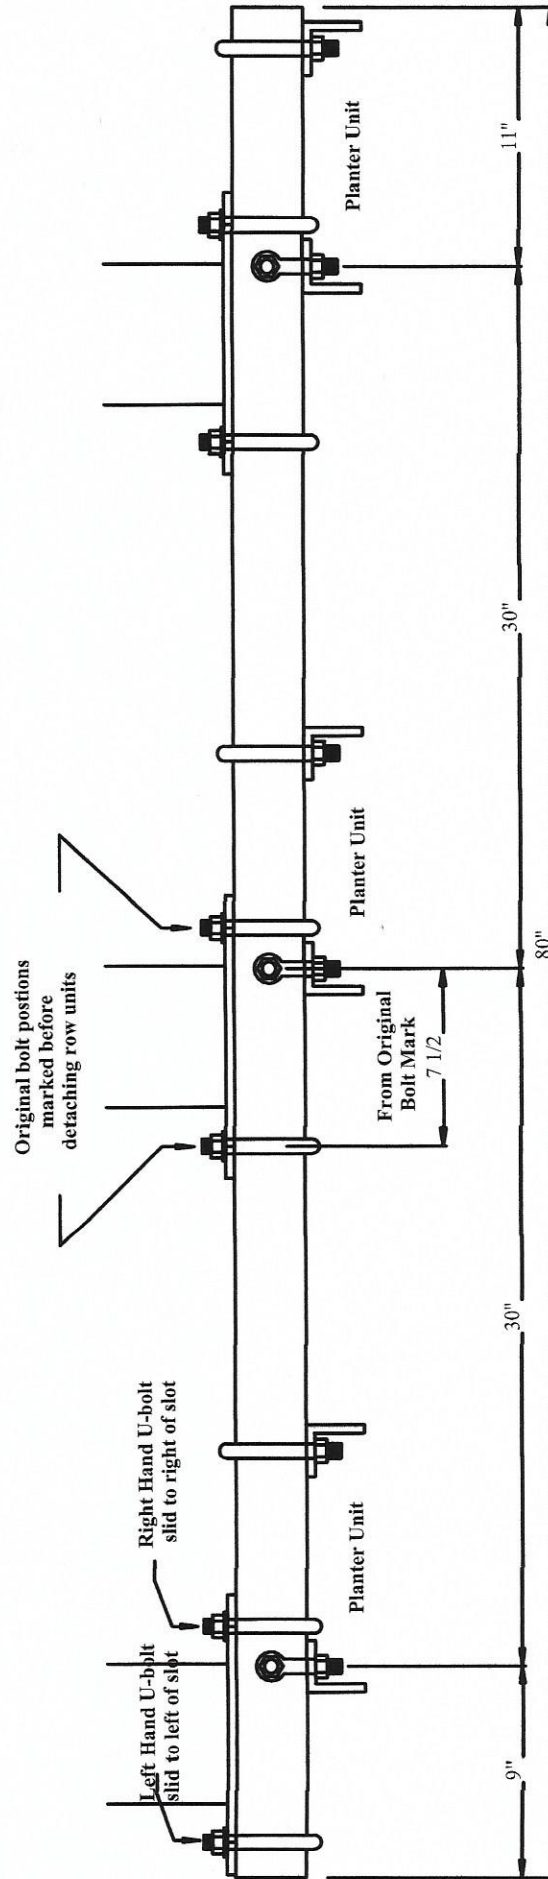 Original bolt postions
marked before
detaching row units
Left Hand U-bolt
slid to left of slot
Right Hand U-bolt
slid to right of slot
Planter Unit
Planter Unit
Planter Unit
From Original
Bolt Mark
7 1/2
9"
30"
30"
11"
80"